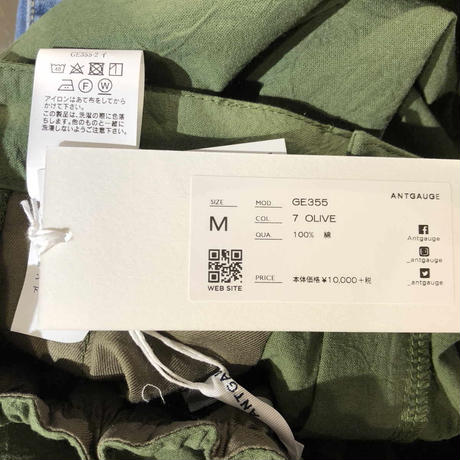 GE355-2 イ
40
W
アイロンはあて布をしてから
かけて下さい。
この製品は、洗濯の際に色落
ちします。他のものと一緒に
洗濯しないようご注意下さい。
SIZE
M
WEB SITE
MOD. GE355
COL. 7 OLIVE
QUA. 100% 綿
PRICE 本体価格 ¥10,000+税
ANTGAUGE
Antgauge
_antgauge
_antgauge
ANTGAU